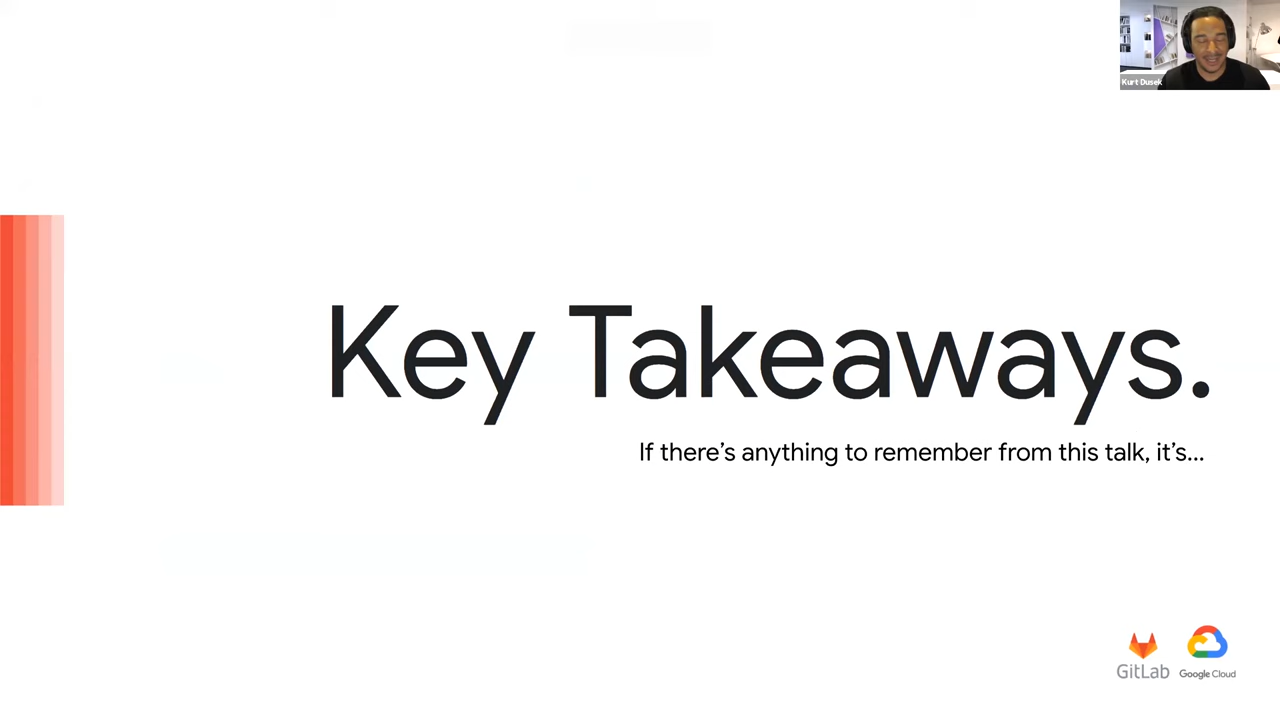 Kurt Dusek
Key Takeaways.
If there's anything to remember from this talk, it's...
GitLab
Google Cloud